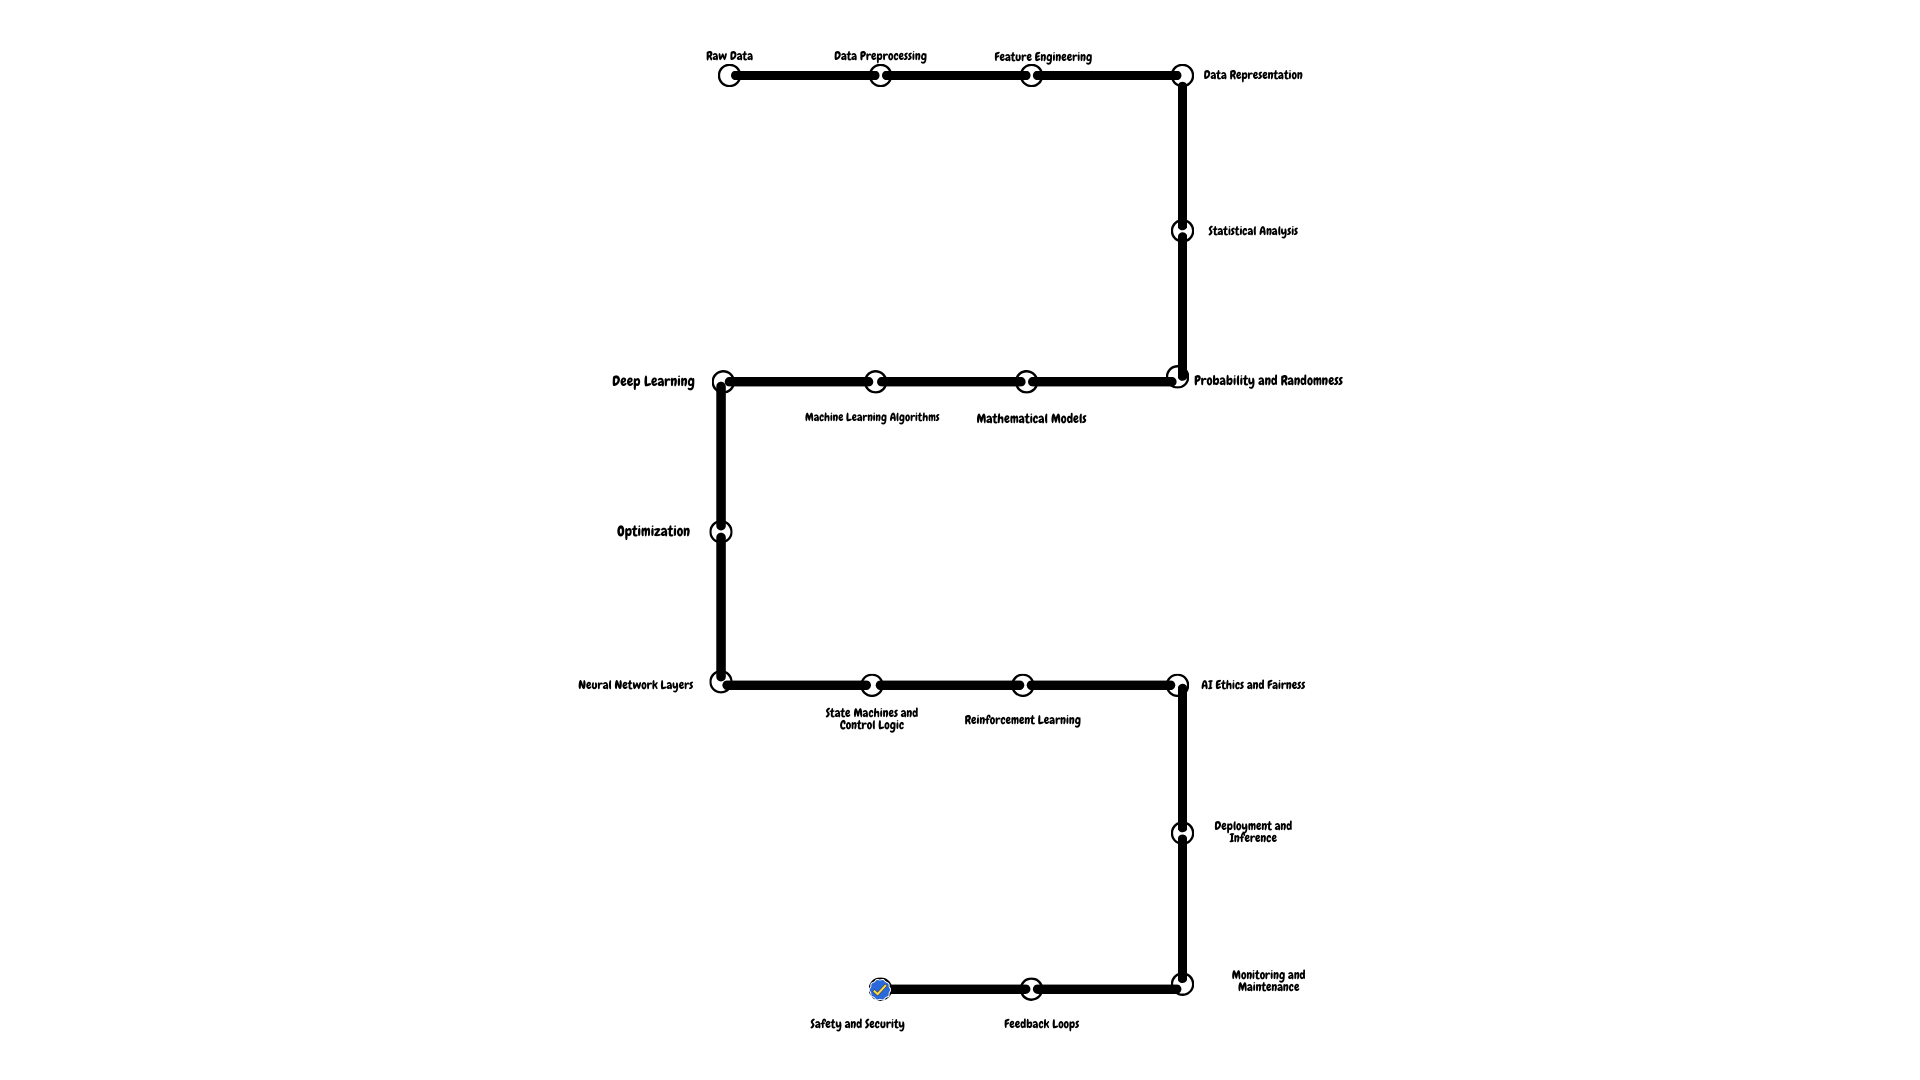 Raw Data
Data Preprocessing
Feature Engineering
Data Representation
Statistical Analysis
Probability and Randomness
Mathematical Models
Machine Learning Algorithms
Deep Learning
Optimization
Neural Network Layers
State Machines and
Control Logic
Reinforcement Learning
AI Ethics and Fairness
Deployment and
Inference
Monitoring and
Maintenance
Feedback Loops
Safety and Security